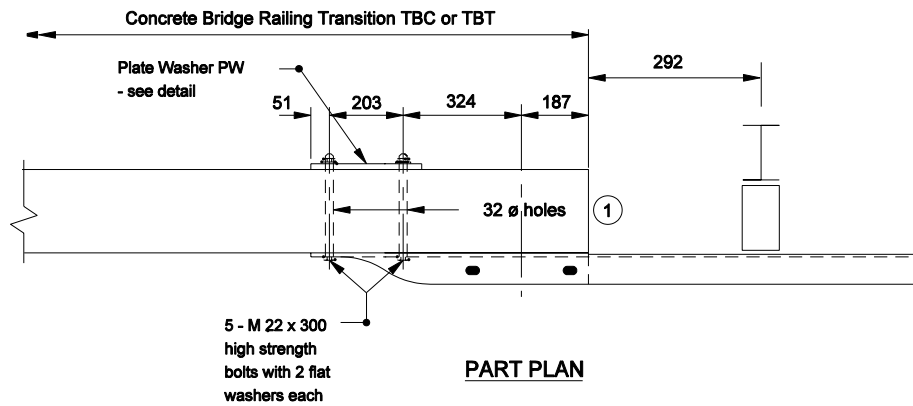 Concrete Bridge Railing Transition TBC or TBT
Plate Washer PW
- see detail
292
51
203
324
187
32 ø holes
1
5 - M 22 x 300
high strength
bolts with 2 flat
washers each
PART PLAN